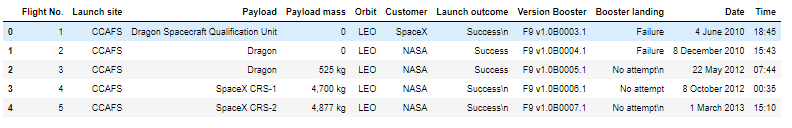 Flight No. Launch site Payload Payload mass Orbit Customer Launch outcome Version Booster Booster landing Date Time
0 1 CCAFS Dragon Spacecraft Qualification Unit 0 LEO SpaceX Success\n F9 v1.0B0003.1 Failure 4 June 2010 18:45
1 2 CCAFS Dragon 0 LEO NASA Success F9 v1.0B0004.1 Failure 8 December 2010 15:43
2 3 CCAFS Dragon 525 kg LEO NASA Success F9 v1.0B0005.1 No attempt\n 22 May 2012 07:44
3 4 CCAFS SpaceX CRS-1 4,700 kg LEO NASA Success\n F9 v1.0B0006.1 No attempt 8 October 2012 00:35
4 5 CCAFS SpaceX CRS-2 4,877 kg LEO NASA Success\n F9 v1.0B0007.1 No attempt\n 1 March 2013 15:10